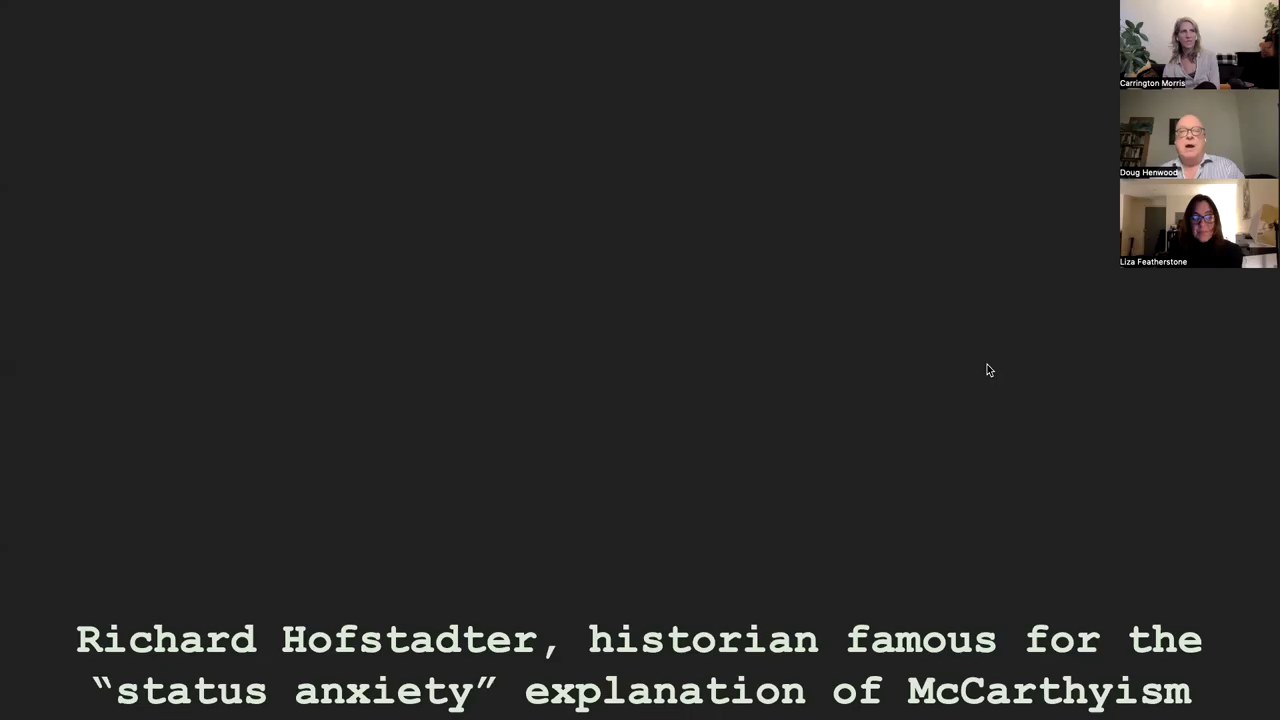 Carrington Morris
Doug Henwood
Liza Featherstone
Richard Hofstadter, historian famous for the
“status anxiety” explanation of McCarthyism